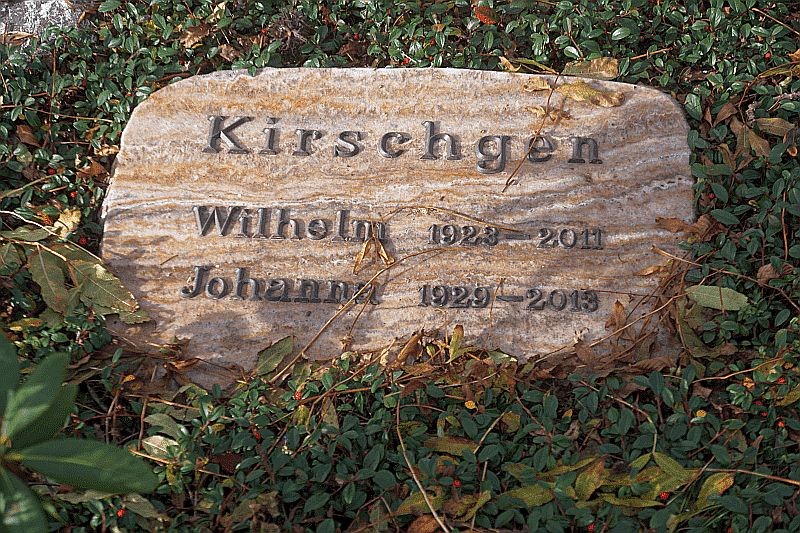 Kirschgen
Wilhelm 1923 – 2011
Johanna 1929 – 2013